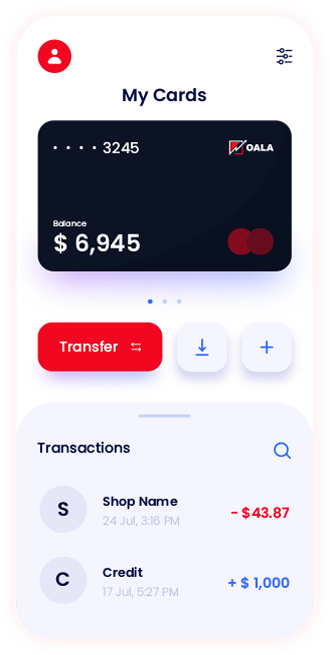 My Cards
• • • • 3245
OALA
Balance
$ 6,945
Transfer
Transactions
S
Shop Name
24 Jul, 3:16 PM
- $43.87
C
Credit
17 Jul, 5:27 PM
+ $ 1,000